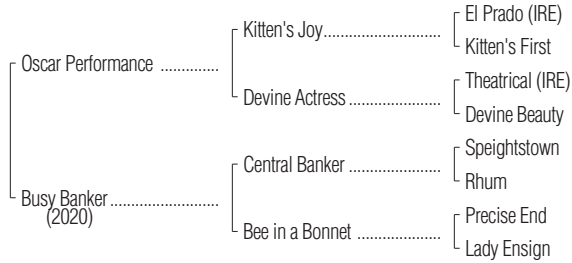 El Prado (IRE)
Kitten's Joy........................
Kitten's First
Oscar Performance ..............
Theatrical (IRE)
Devine Actress ...................
Devine Beauty
Speightstown
Central Banker ...................
Rhum
Busy Banker ........................
(2020)
Precise End
Bee in a Bonnet .................
Lady Ensign